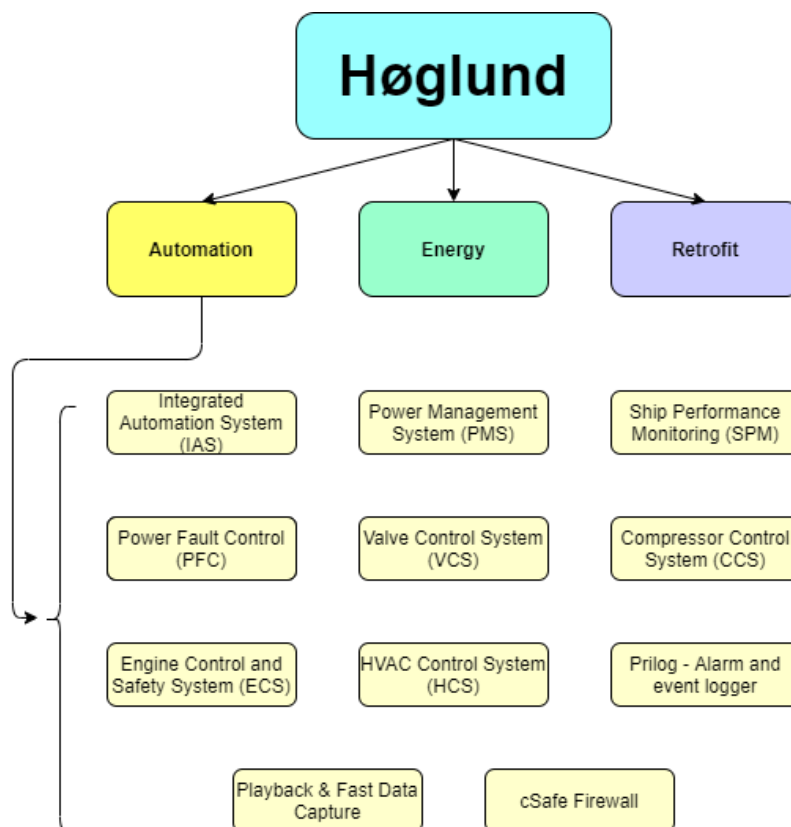 Høglund
Automation
Energy
Retrofit
Integrated
Automation System
(IAS)
Power Management
System (PMS)
Ship Performance
Monitoring (SPM)
Power Fault Control
(PFC)
Valve Control System
(VCS)
Compressor Control
System (CCS)
Engine Control and
Safety System (ECS)
HVAC Control System
(HCS)
Prilog - Alarm and
event logger
Playback & Fast Data
Capture
cSafe Firewall